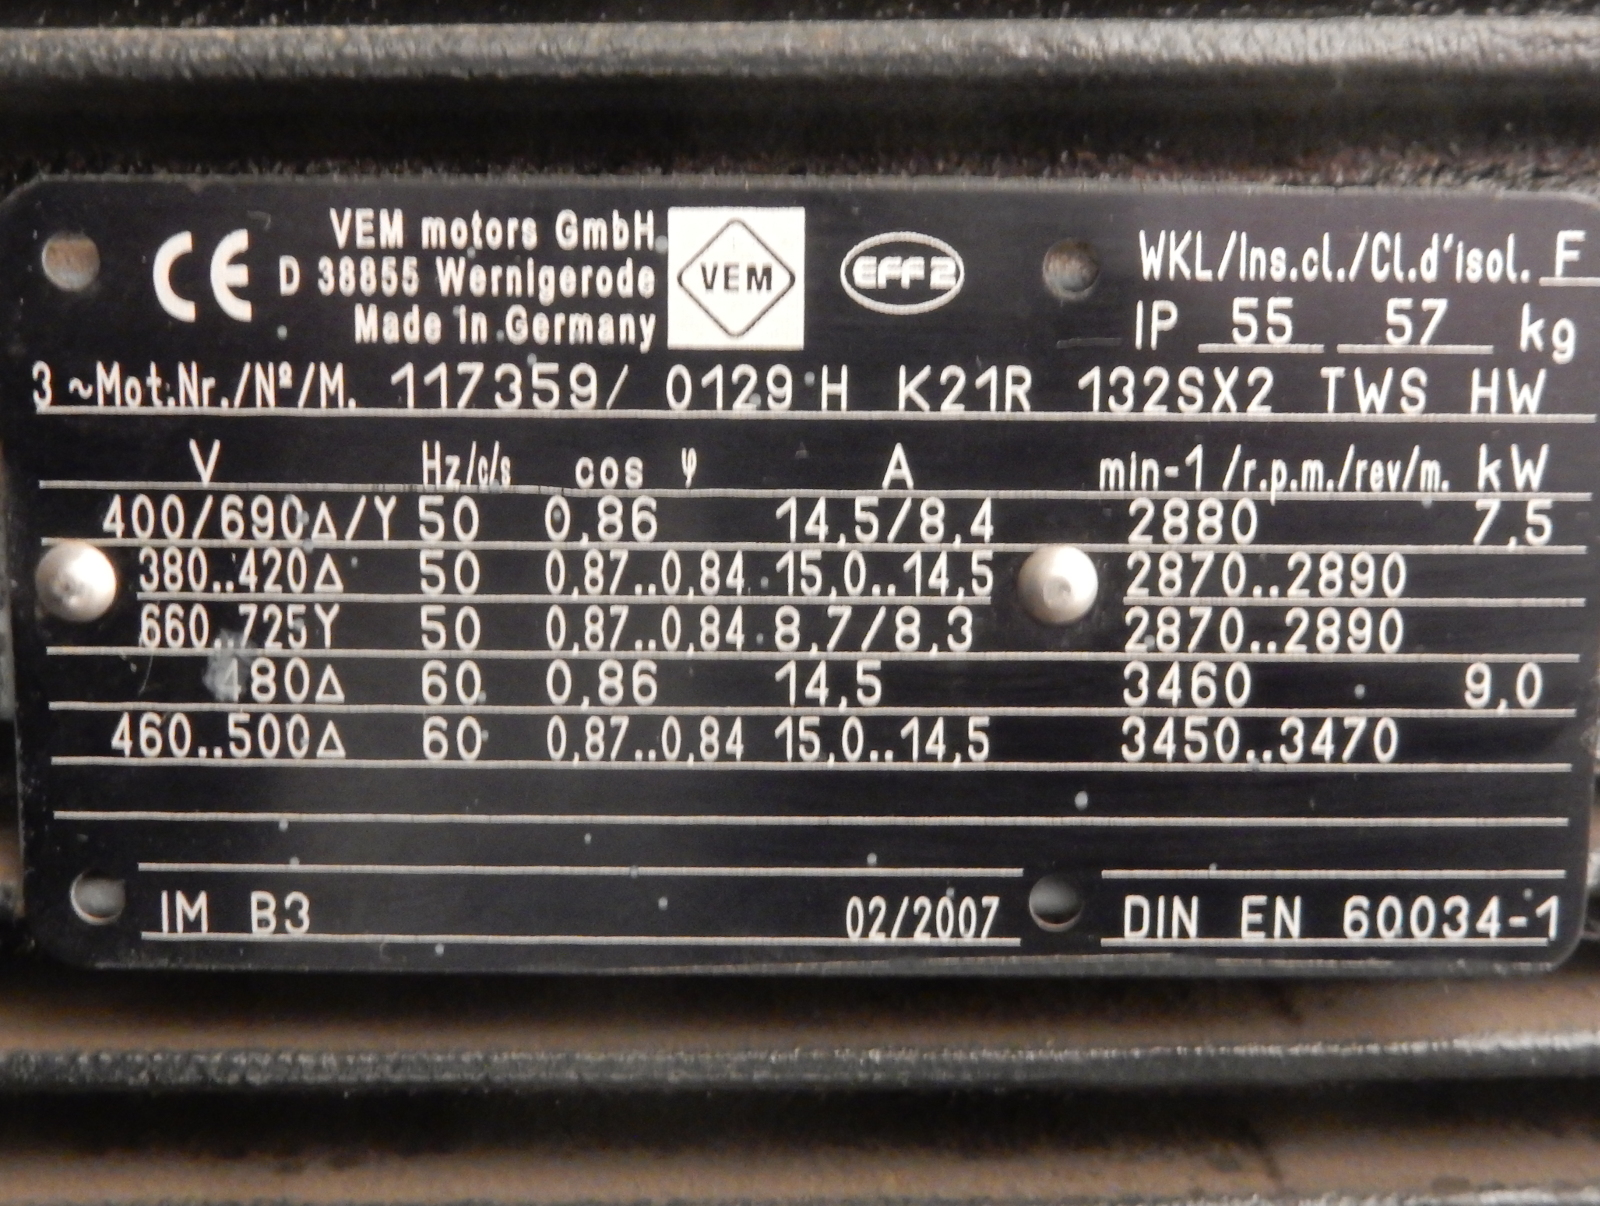 CE
VEM motors GmbH
D 38855 Wernigerode
Made in Germany
VEM
EFF2
WKL/Ins.cl./Cl.d'isol. F
IP 55 57 kg
3 ~Mot.Nr./Nº/M. 117359/ 0129 H K21R 132SX2 TWS HW
V Hz/c/s cos φ A min-1 /r.p.m./rev/m. kW
400/690Δ/Y 50 0,86 14,5/8,4 2880 7,5
380..420Δ 50 0,87..0,84 15,0..14,5 2870..2890
660..725Y 50 0,87..0,84 8,7/8,3 2870..2890
480Δ 60 0,86 14,5 3460 9,0
460..500Δ 60 0,87..0,84 15,0..14,5 3450..3470
IM B3 02/2007 DIN EN 60034-1